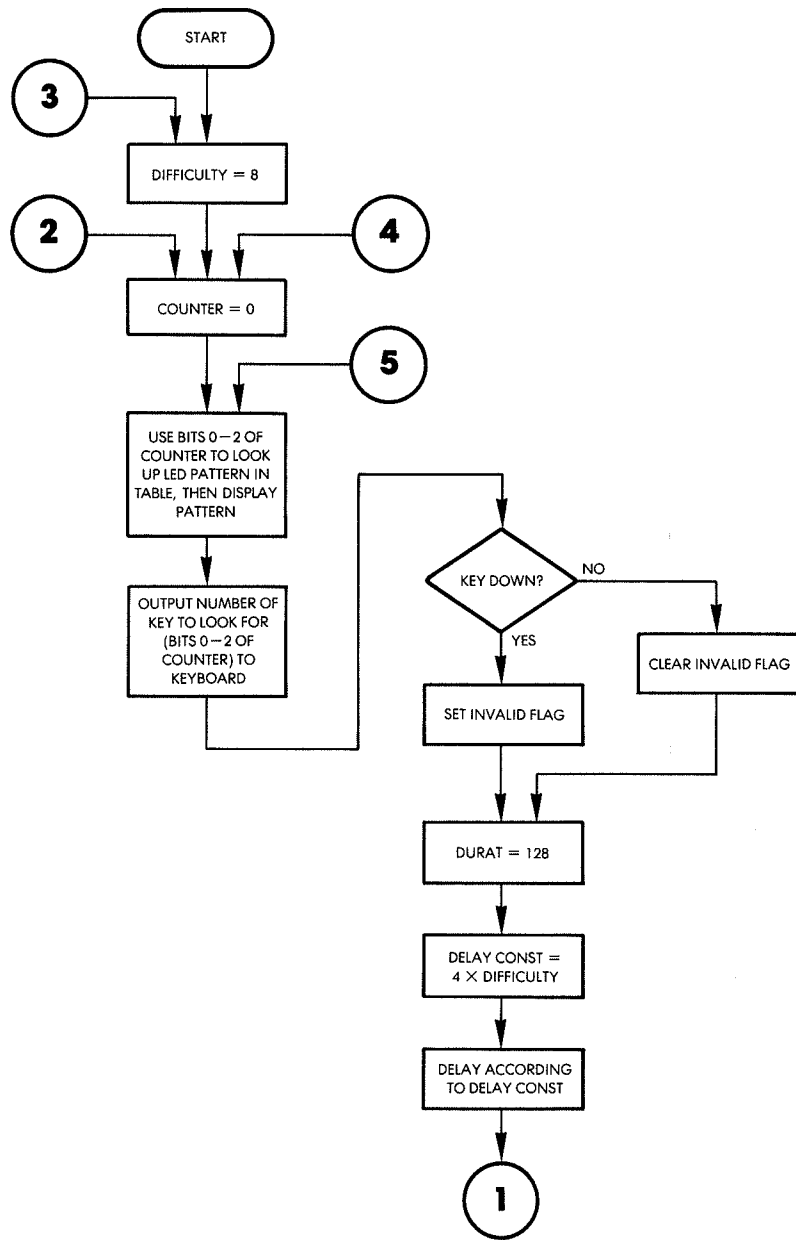 START
3
DIFFICULTY = 8
2
4
COUNTER = 0
5
USE BITS 0–2 OF
COUNTER TO LOOK
UP LED PATTERN IN
TABLE, THEN DISPLAY
PATTERN
OUTPUT NUMBER OF
KEY TO LOOK FOR
(BITS 0–2 OF
COUNTER) TO
KEYBOARD
KEY DOWN?
NO
YES
CLEAR INVALID FLAG
SET INVALID FLAG
DURAT = 128
DELAY CONST =
4 × DIFFICULTY
DELAY ACCORDING
TO DELAY CONST
1